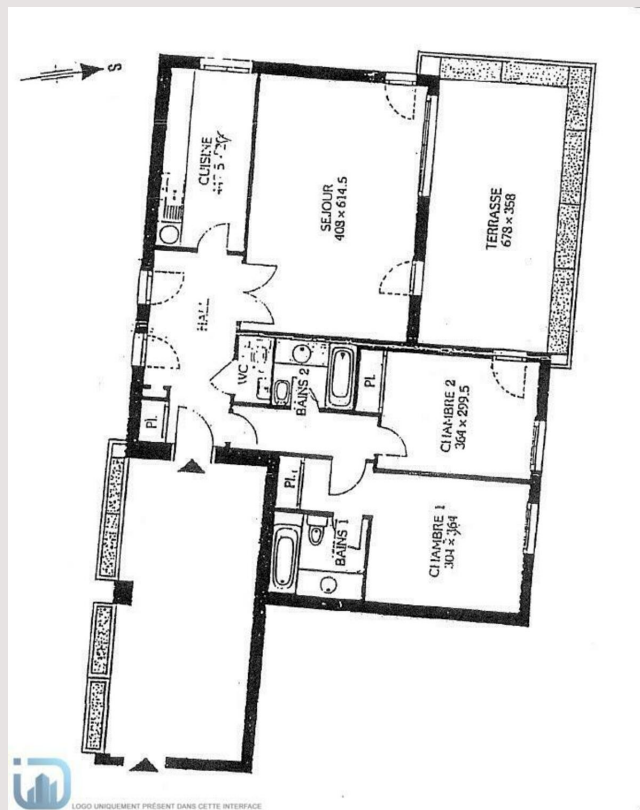 S
CUISINE
SEJOUR
408 x 614.5
TERRASSE
678 x 358
HALL
WC
BAINS 2
Pl.
Pl.
CHAMBRE 2
364 x 299.5
Pl.
BAINS 1
CHAMBRE 1
304 x 364
LOGO UNIQUEMENT PRÉSENT DANS CETTE INTERFACE